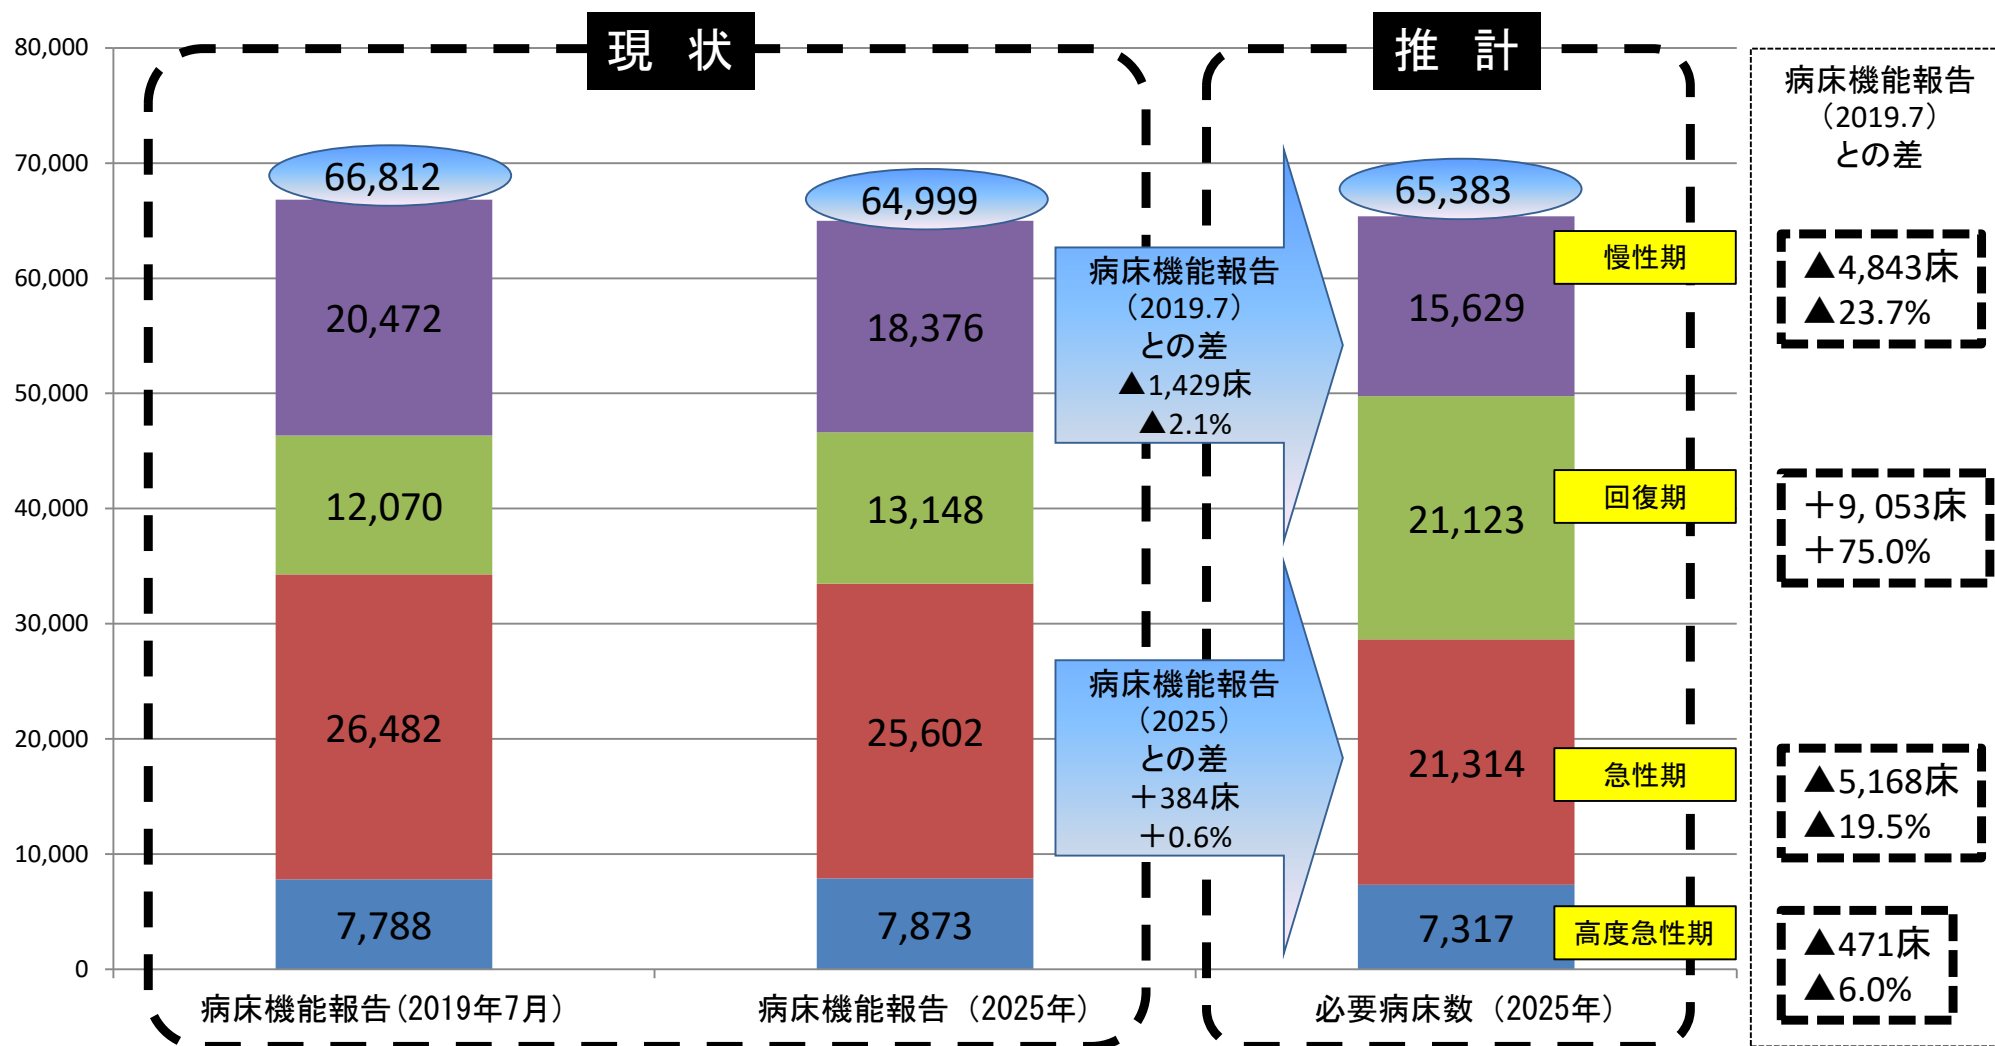 現 状
推 計
80,000
70,000
60,000
50,000
40,000
30,000
20,000
10,000
0
66,812
20,472
12,070
26,482
7,788
病床機能報告(2019年7月)
64,999
18,376
13,148
25,602
7,873
病床機能報告(2025年)
病床機能報告
(2019.7)
との差
▲1,429床
▲2.1%
病床機能報告
(2025)
との差
+384床
+0.6%
65,383
15,629
21,123
21,314
7,317
必要病床数(2025年)
慢性期
回復期
急性期
高度急性期
病床機能報告
(2019.7)
との差
▲4,843床
▲23.7%
+9,053床
+75.0%
▲5,168床
▲19.5%
▲471床
▲6.0%